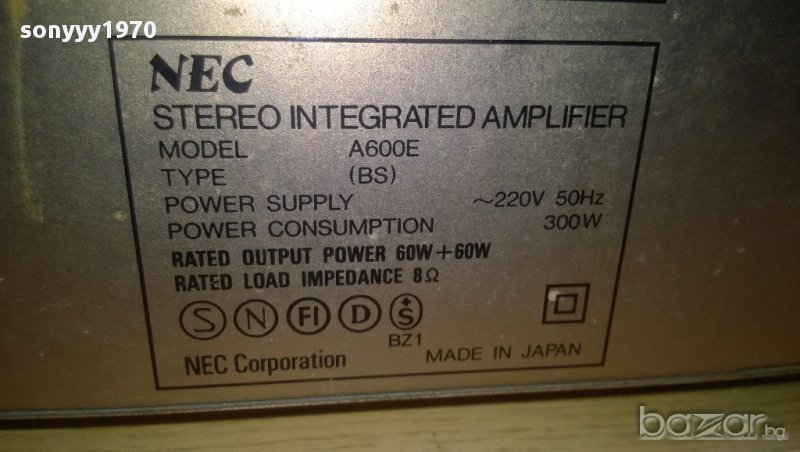 sonyyy1970
NEC
STEREO INTEGRATED AMPLIFIER
MODEL A600E
TYPE (BS)
POWER SUPPLY ~220V 50Hz
POWER CONSUMPTION 300W
RATED OUTPUT POWER 60W+60W
RATED LOAD IMPEDANCE 8Ω
S N FI D +S
BZ1
NEC Corporation MADE IN JAPAN
bazar.bg